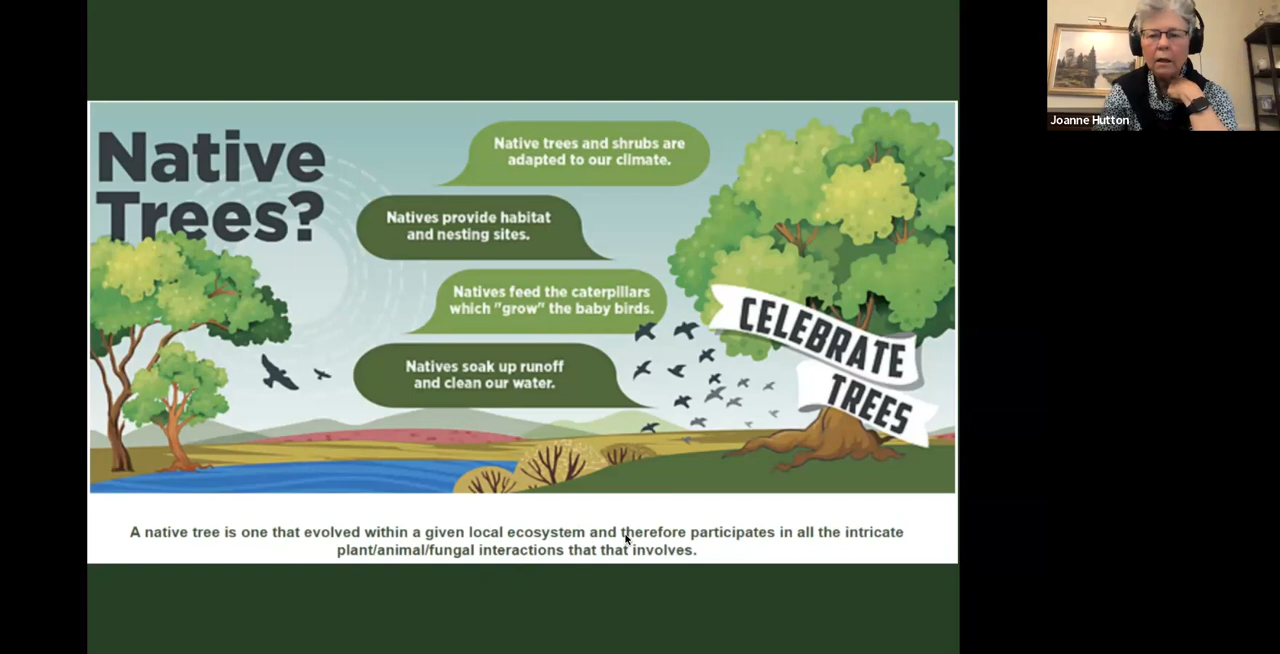 Native
Trees?
Native trees and shrubs are
adapted to our climate.
Natives provide habitat
and nesting sites.
Natives feed the caterpillars
which "grow" the baby birds.
Natives soak up runoff
and clean our water.
CELEBRATE
TREES
A native tree is one that evolved within a given local ecosystem and therefore participates in all the intricate
plant/animal/fungal interactions that that involves.
Joanne Hutton